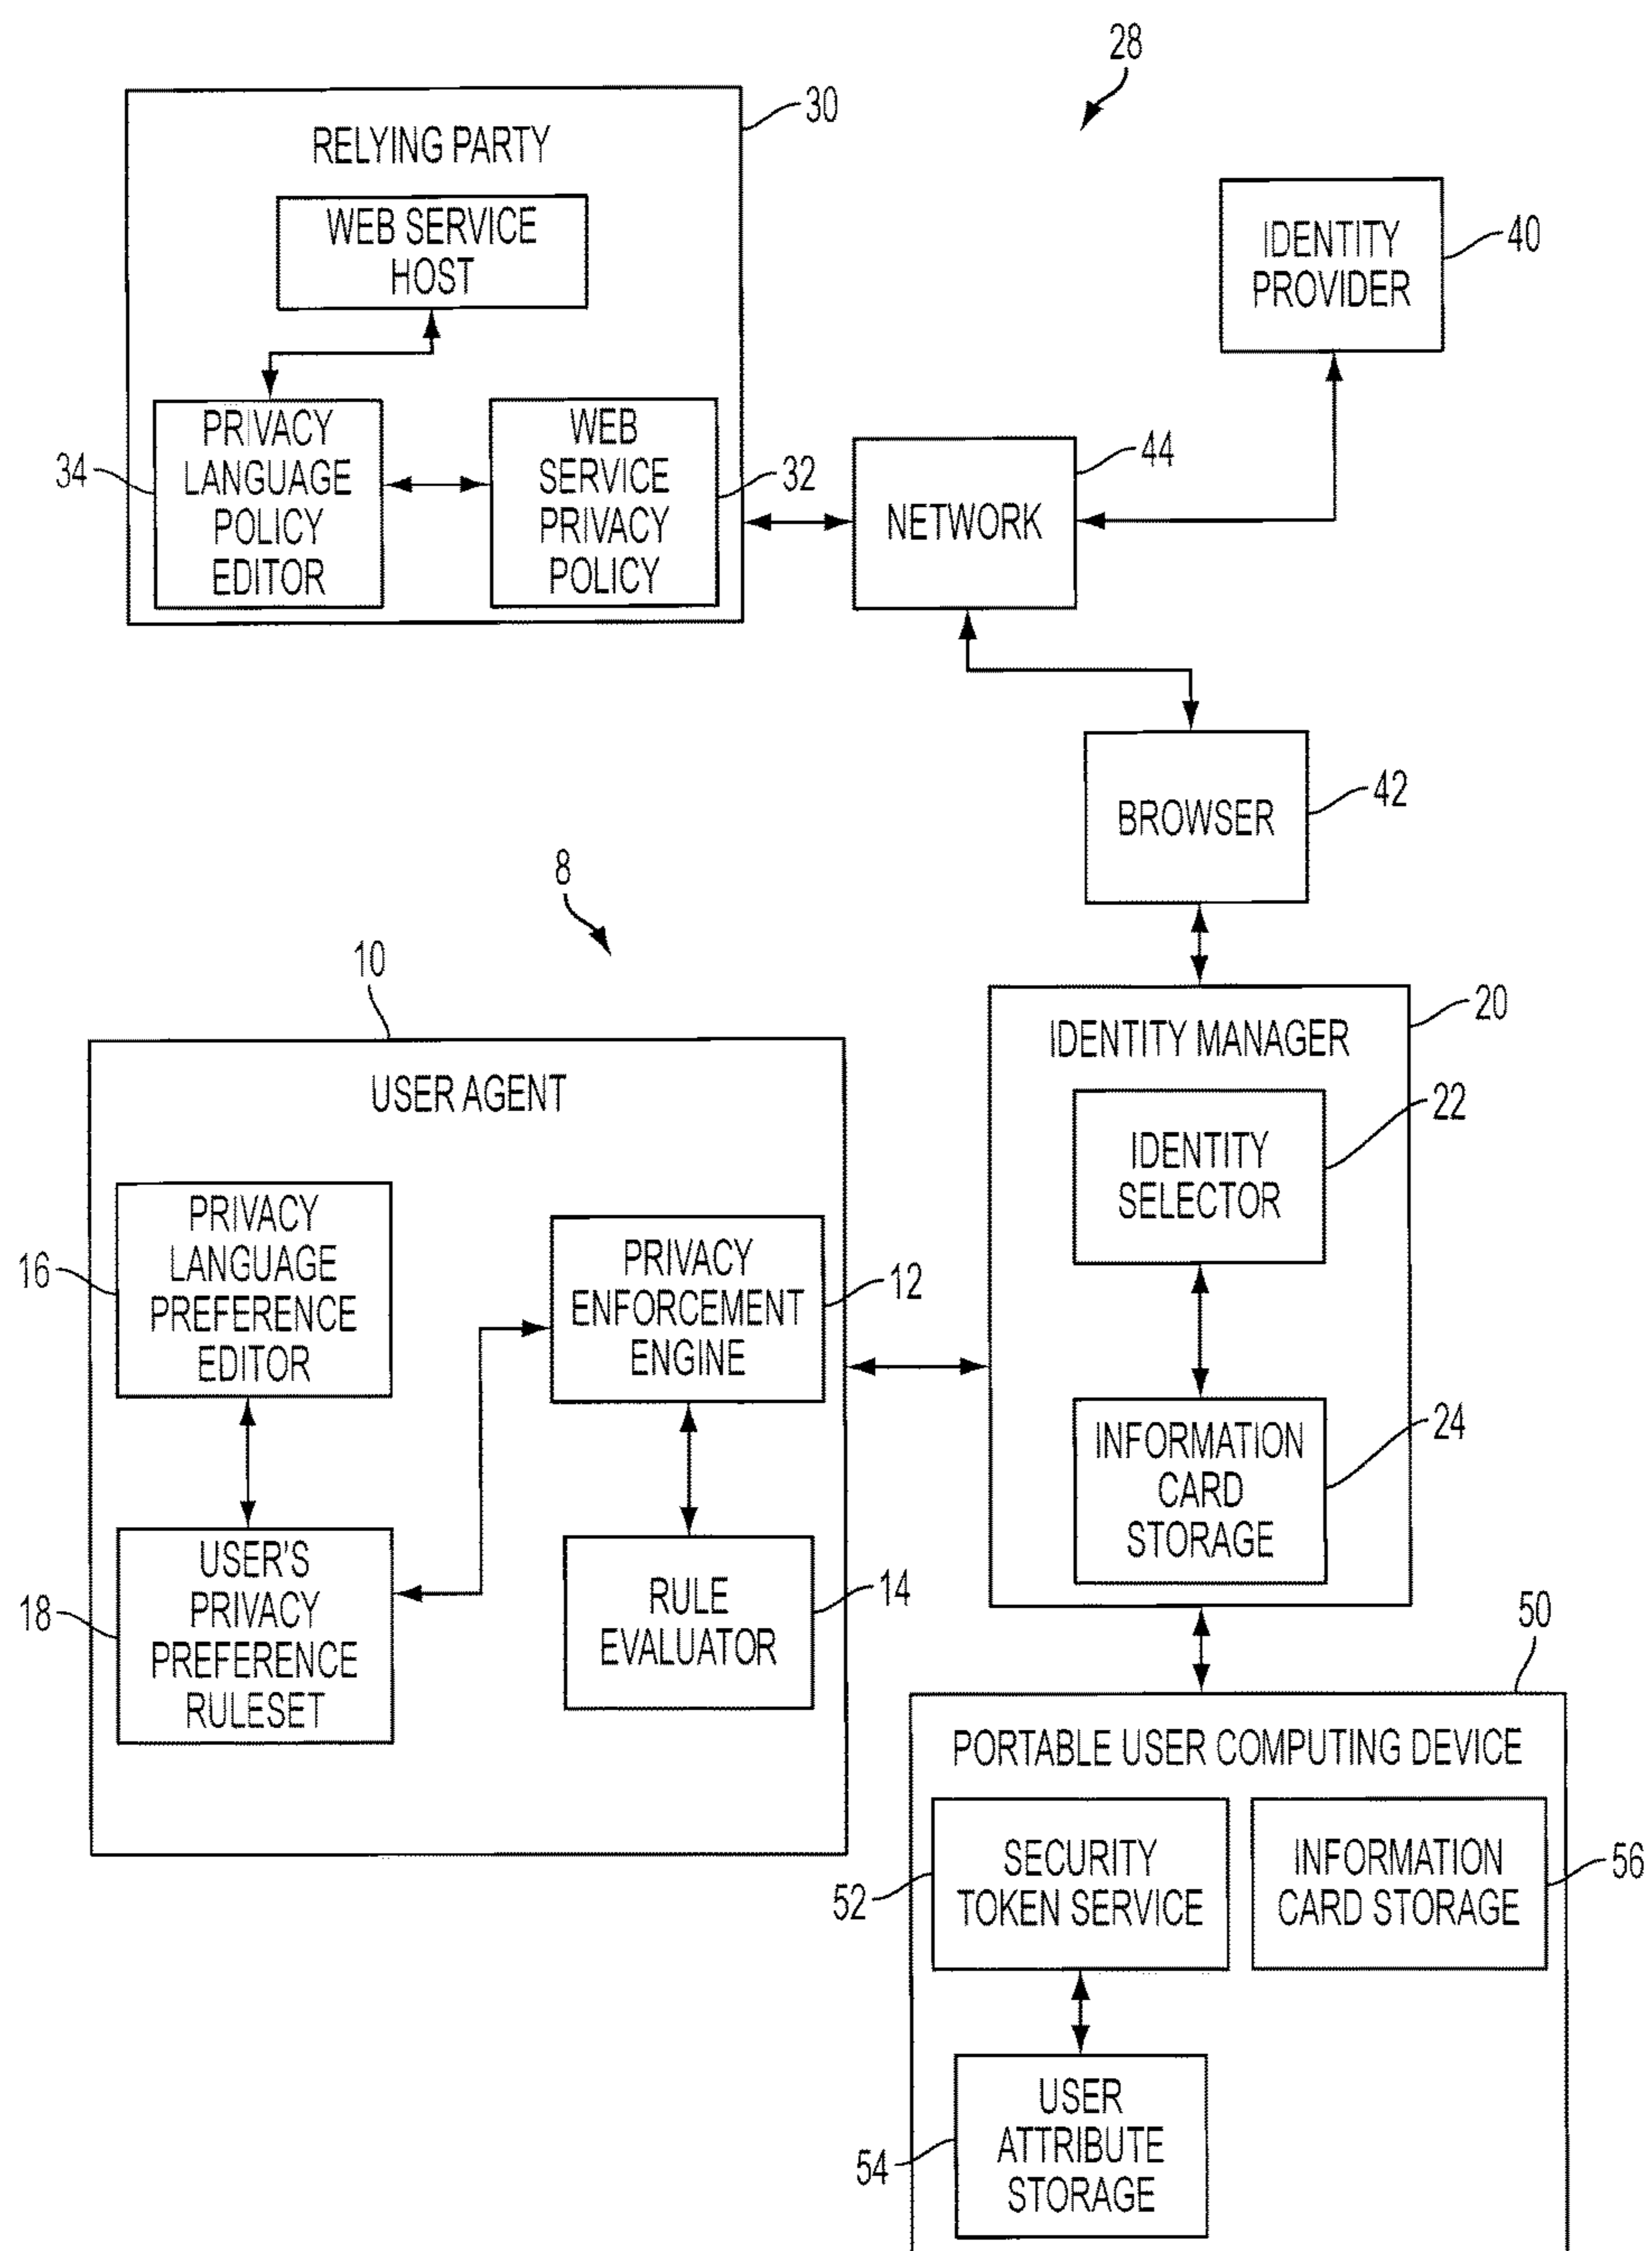 28
30
RELYING PARTY
WEB SERVICE
HOST
40
IDENTITY
PROVIDER
34
PRIVACY
LANGUAGE
POLICY
EDITOR
WEB
SERVICE
PRIVACY
POLICY
32
44
NETWORK
42
BROWSER
8
10
USER AGENT
16
PRIVACY
LANGUAGE
PREFERENCE
EDITOR
PRIVACY
ENFORCEMENT
ENGINE
12
18
USER'S
PRIVACY
PREFERENCE
RULESET
RULE
EVALUATOR
14
20
IDENTITY MANAGER
22
IDENTITY
SELECTOR
24
INFORMATION
CARD
STORAGE
50
PORTABLE USER COMPUTING DEVICE
52
SECURITY
TOKEN SERVICE
INFORMATION
CARD STORAGE
56
54
USER
ATTRIBUTE
STORAGE